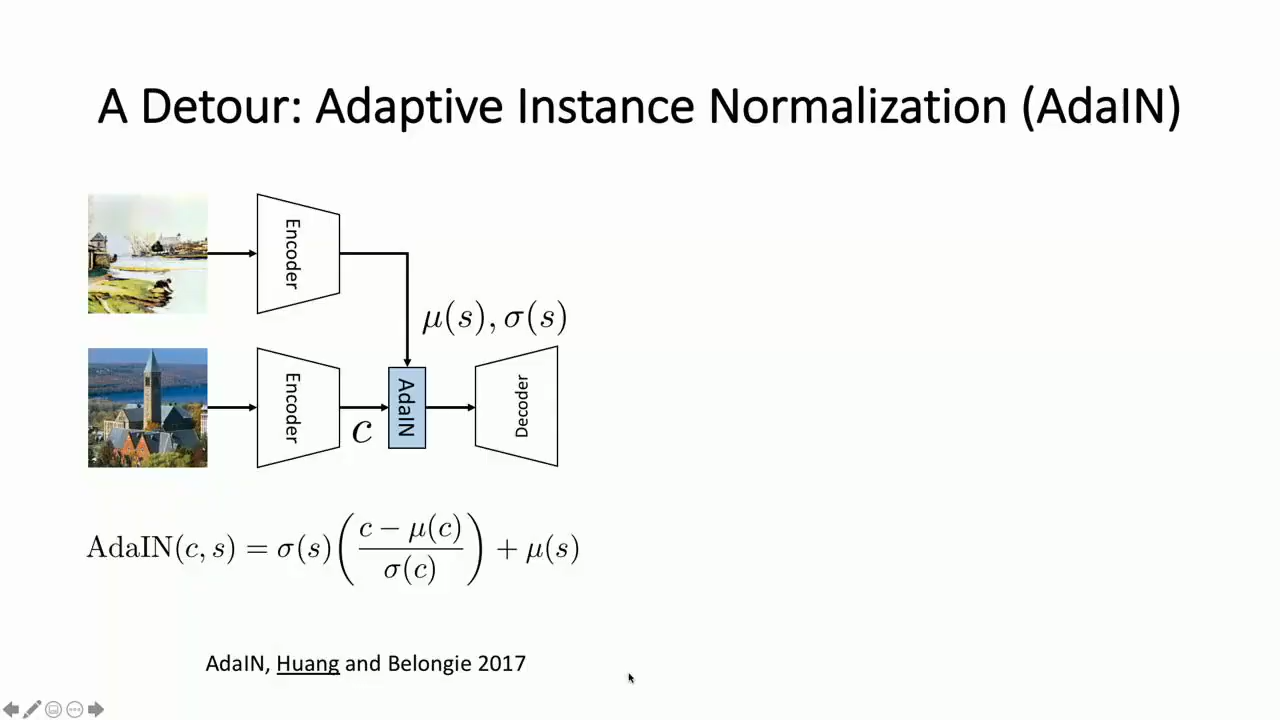 A Detour: Adaptive Instance Normalization (AdaIN)
Encoder
μ(s), σ(s)
Encoder
c
AdaIN
Decoder
AdaIN(c, s) = σ(s)((c − μ(c))/σ(c)) + μ(s)
AdaIN, Huang and Belongie 2017